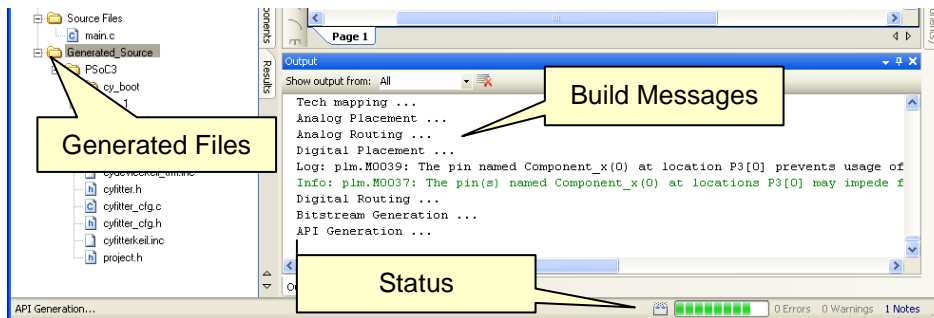 Source Files
main.c
Generated_Source
PSoC3
cy_boot
Generated Files
cyfitter.h
cyfitter_cfg.c
cyfitter_cfg.h
cyfitterkeil.inc
project.h
Results
Page 1
Output
Show output from: All
Build Messages
Tech mapping ...
Analog Placement ...
Analog Routing ...
Digital Placement ...
Log: plm.M0039: The pin named Component_x(0) at location P3[0] prevents usage of
Info: plm.M0037: The pin(s) named Component_x(0) at locations P3[0] may impede f
Digital Routing ...
Bitstream Generation ...
API Generation ...
Status
API Generation...
0 Errors 0 Warnings 1 Notes